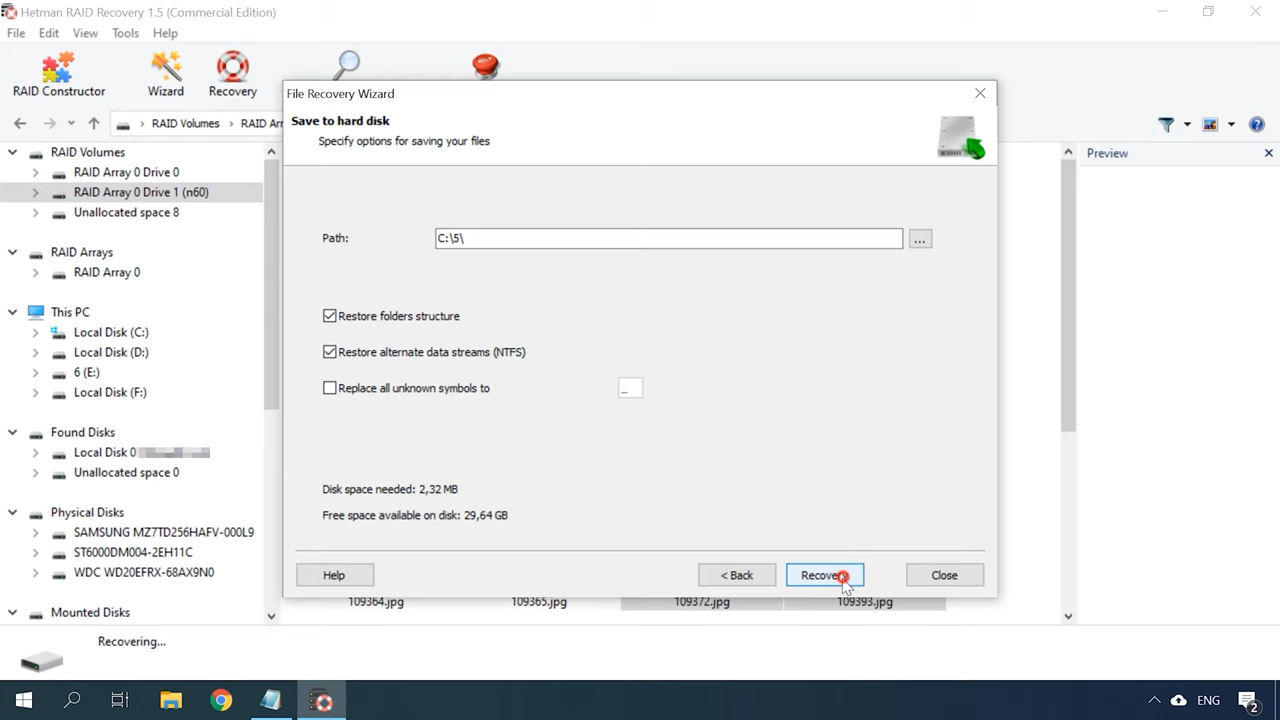 Hetman RAID Recovery 1.5 (Commercial Edition)
File Edit View Tools Help
RAID Constructor Wizard Recovery
RAID Volumes
File Recovery Wizard
Save to hard disk
Specify options for saving your files
Path: C:\5\ ...
Restore folders structure
Restore alternate data streams (NTFS)
Replace all unknown symbols to _
Disk space needed: 2,32 MB
Free space available on disk: 29,64 GB
Help < Back Recovery Close
Preview
RAID Volumes
RAID Array 0 Drive 0
RAID Array 0 Drive 1 (n60)
Unallocated space 8
RAID Arrays
RAID Array 0
This PC
Local Disk (C:)
Local Disk (D:)
6 (E:)
Local Disk (F:)
Found Disks
Local Disk 0
Unallocated space 0
Physical Disks
SAMSUNG MZ7TD256HAFV-000L9
ST6000DM004-2EH11C
WDC WD20EFRX-68AX9N0
Mounted Disks
109364.jpg 109365.jpg 109372.jpg 109393.jpg
Recovering...
ENG
2